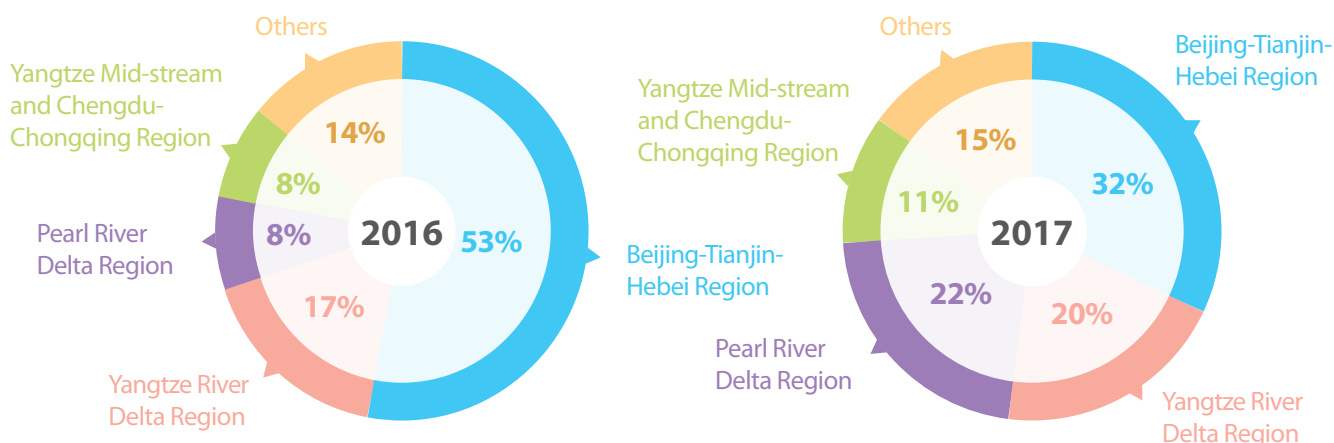 Others
Yangtze Mid-stream
and Chengdu-
Chongqing Region
14%
8%
8%
2016
53%
Pearl River
Delta Region
17%
Beijing-Tianjin-
Hebei Region
Yangtze River
Delta Region
Others
Beijing-Tianjin-
Hebei Region
Yangtze Mid-stream
and Chengdu-
Chongqing Region
15%
32%
11%
2017
22%
20%
Pearl River
Delta Region
Yangtze River
Delta Region